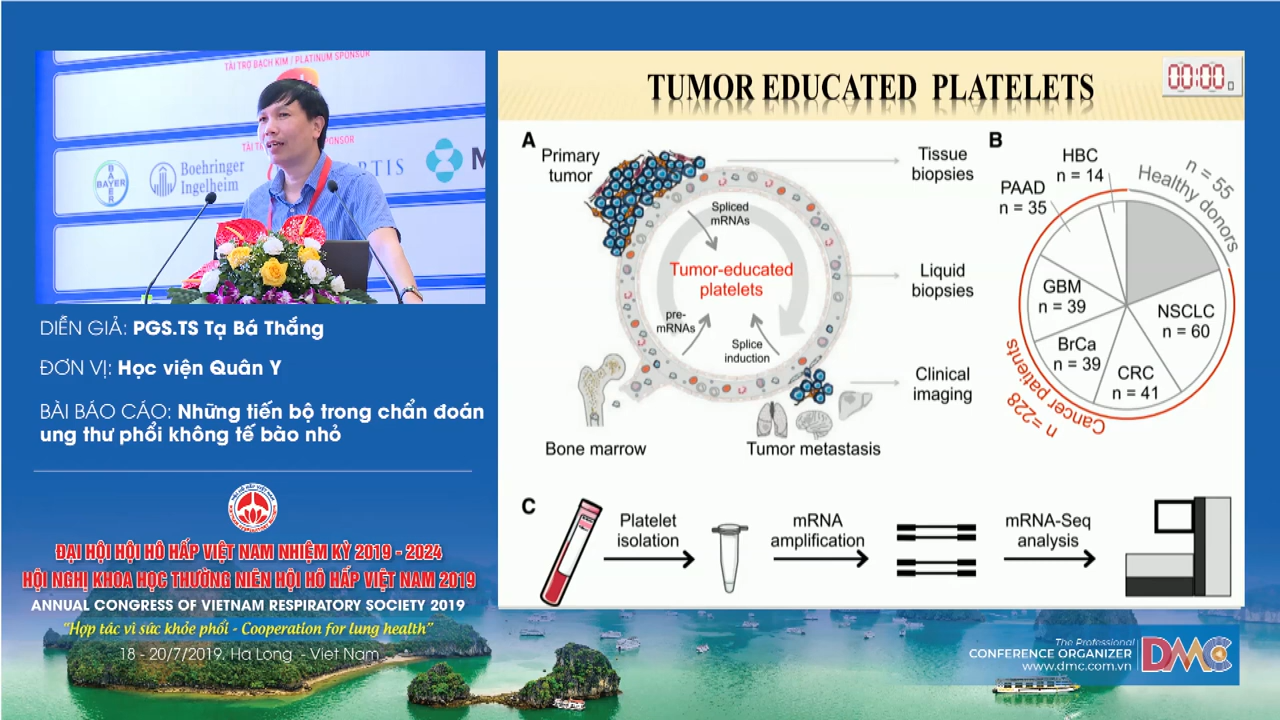 TÀI TRỢ BẠCH KIM / PLATINUM SPONSOR
BAYER
BAYER
Boehringer
Ingelheim
DIỄN GIẢ: PGS.TS Tạ Bá Thắng
ĐƠN VỊ: Học viện Quân Y
BÀI BÁO CÁO: Những tiến bộ trong chẩn đoán
ung thư phổi không tế bào nhỏ
ĐẠI HỘI HỘI HÔ HẤP VIỆT NAM NHIỆM KỲ 2019 - 2024
HỘI NGHỊ KHOA HỌC THƯỜNG NIÊN HỘI HÔ HẤP VIỆT NAM 2019
ANNUAL CONGRESS OF VIETNAM RESPIRATORY SOCIETY 2019
"Hợp tác vì sức khỏe phổi - Cooperation for lung health"
18 - 20/7/2019. Ha Long - Viet Nam
TUMOR EDUCATED PLATELETS
00:00.0
A
Primary
tumor
Spliced
mRNAs
Tumor-educated
platelets
pre-
mRNAs
Splice
induction
Bone marrow
Tumor metastasis
Tissue
biopsies
Liquid
biopsies
Clinical
imaging
B
HBC
n = 14
PAAD
n = 35
GBM
n = 39
BrCa
n = 39
CRC
n = 41
NSCLC
n = 60
n = 55
Healthy donors
Cancer patients
n =228
C
Platelet
isolation
mRNA
amplification
mRNA-Seq
analysis
The Professional
CONFERENCE ORGANIZER
www.dmc.com.vn
DMC